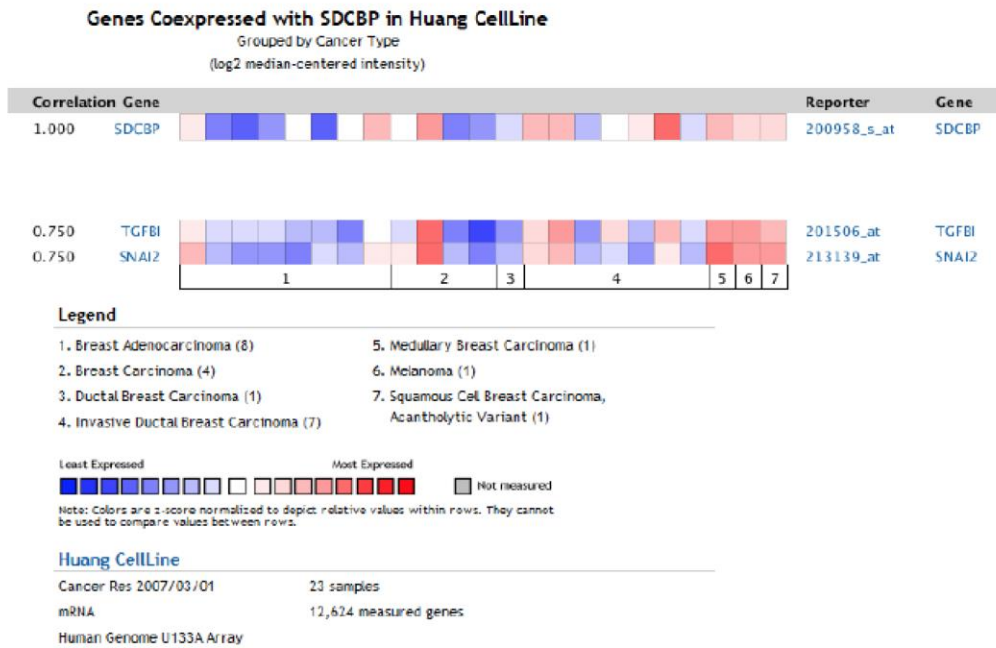 Genes Coexpressed with SDCBP in Huang CellLine
Grouped by Cancer Type
(log2 median-centered intensity)
Correlation Gene Reporter Gene
1.000 SDCBP 200958_s_at SDCBP
0.750 TGFBI 201506_at TGFBI
0.750 SNAI2 213139_at SNAI2
1 2 3 4 5 6 7
Legend
1. Breast Adenocarcinoma (8)
2. Breast Carcinoma (4)
3. Ductal Breast Carcinoma (1)
4. Invasive Ductal Breast Carcinoma (7)
5. Medullary Breast Carcinoma (1)
6. Melanoma (1)
7. Squamous Cell Breast Carcinoma,
Acantholytic Variant (1)
Least Expressed Most Expressed
Not measured
Note: Colors are z-score normalized to depict relative values within rows. They cannot
be used to compare values between rows.
Huang CellLine
Cancer Res 2007/03/01 23 samples
mRNA 12,624 measured genes
Human Genome U133A Array